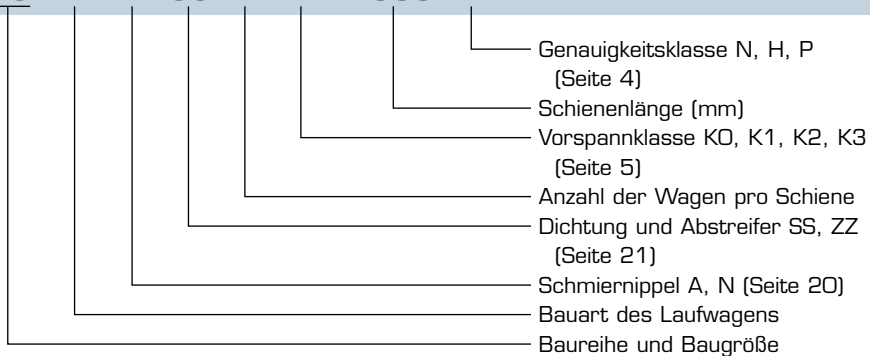 Genauigkeitsklasse N, H, P
(Seite 4)
Schienenlänge (mm)
Vorspannklasse K0, K1, K2, K3
(Seite 5)
Anzahl der Wagen pro Schiene
Dichtung und Abstreifer SS, ZZ
(Seite 21)
Schmiernippel A, N (Seite 20)
Bauart des Laufwagens
Baureihe und Baugröße